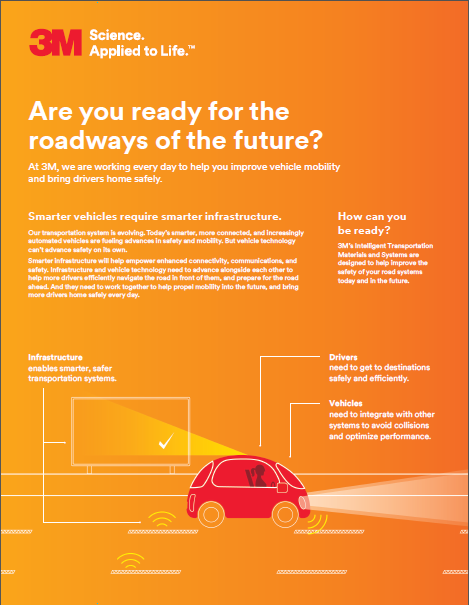 3M Science.
Applied to Life.™
Are you ready for the
roadways of the future?
At 3M, we are working every day to help you improve vehicle mobility
and bring drivers home safely.
Smarter vehicles require smarter infrastructure.
Our transportation system is evolving. Today's smarter, more connected, and increasingly
automated vehicles are fueling advances in safety and mobility. But vehicle technology
can't advance safety on its own.
Smarter infrastructure will help empower enhanced connectivity, communications, and
safety. Infrastructure and vehicle technology need to advance alongside each other to
help more drivers efficiently navigate the road in front of them, and prepare for the road
ahead. And they need to work together to help propel mobility into the future, and bring
more drivers home safely every day.
How can you
be ready?
3M's Intelligent Transportation
Materials and Systems are
designed to help improve the
safety of your road systems
today and in the future.
Infrastructure
enables smarter, safer
transportation systems.
Drivers
need to get to destinations
safely and efficiently.
Vehicles
need to integrate with other
systems to avoid collisions
and optimize performance.